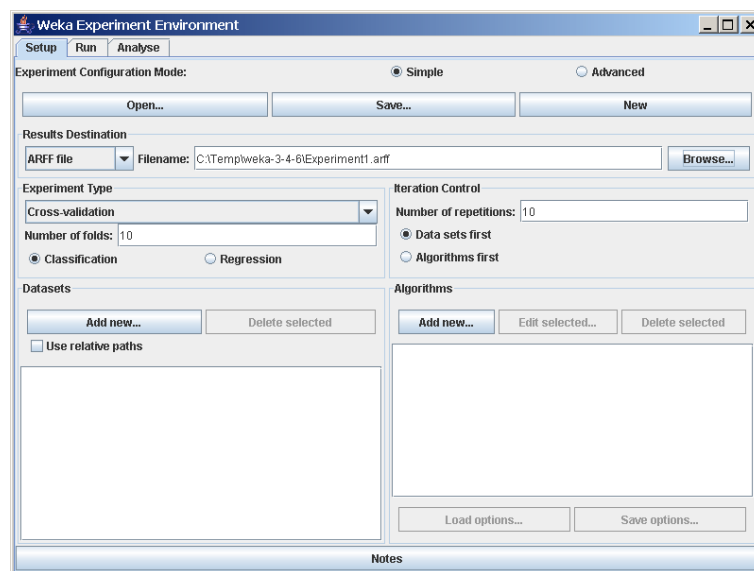 Weka Experiment Environment
Setup Run Analyse
Experiment Configuration Mode: Simple Advanced
Open... Save... New
Results Destination
ARFF file Filename: C:\Temp\weka-3-4-6\Experiment1.arff Browse...
Experiment Type
Cross-validation
Number of folds: 10
Classification Regression
Iteration Control
Number of repetitions: 10
Data sets first
Algorithms first
Datasets
Add new... Delete selected
Use relative paths
Algorithms
Add new... Edit selected... Delete selected
Load options... Save options...
Notes